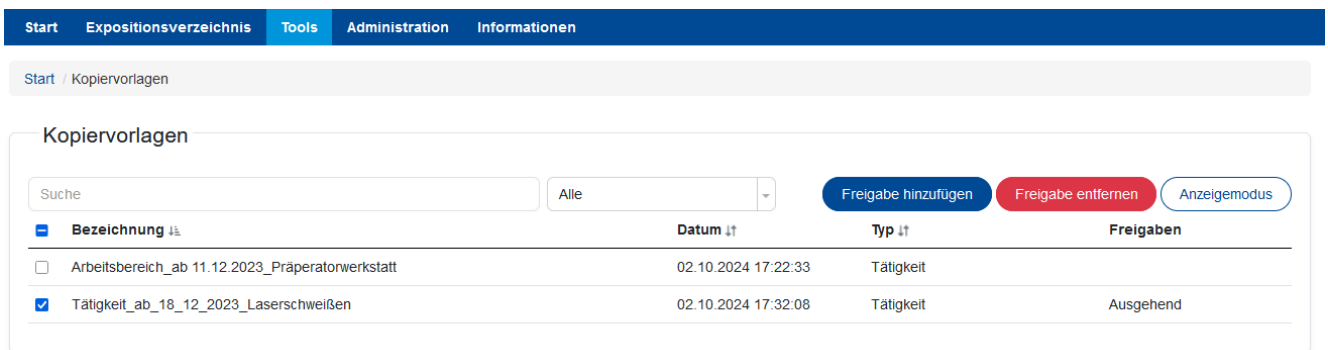 Start Expositionsverzeichnis Tools Administration Informationen
Start / Kopiervorlagen
Kopiervorlagen
Suche Alle Freigabe hinzufügen Freigabe entfernen Anzeigemodus
Bezeichnung Datum Typ Freigaben
Arbeitsbereich_ab 11.12.2023_Präperatorwerkstatt 02.10.2024 17:22:33 Tätigkeit
Tätigkeit_ab_18_12_2023_Laserschweißen 02.10.2024 17:32:08 Tätigkeit Ausgehend